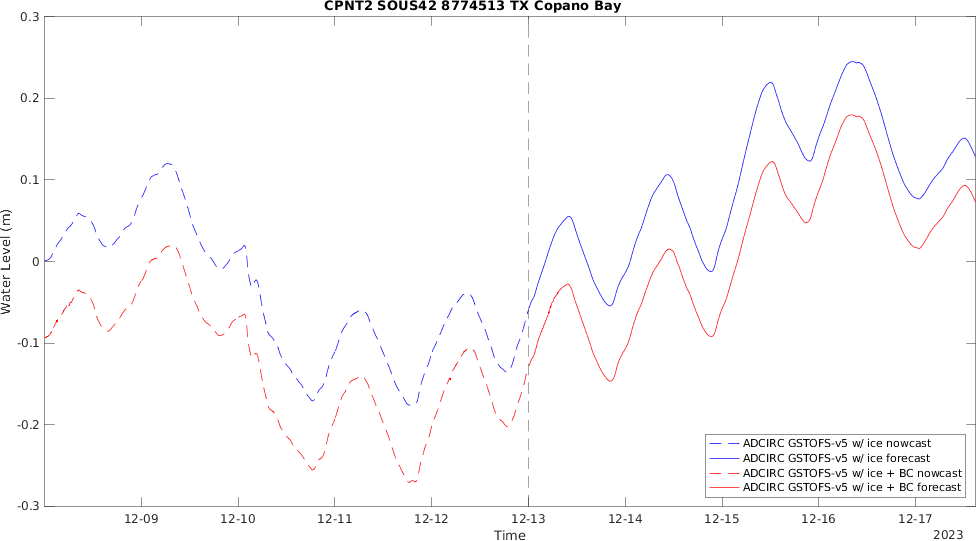 CPNT2 SOUS42 8774513 TX Copano Bay
0.3
0.2
0.1
0
-0.1
-0.2
-0.3
Water Level (m)
12-09
12-10
12-11
12-12
12-13
12-14
12-15
12-16
12-17
Time
2023
ADCIRC GSTOFS-v5 w/ ice nowcast
ADCIRC GSTOFS-v5 w/ ice forecast
ADCIRC GSTOFS-v5 w/ ice + BC nowcast
ADCIRC GSTOFS-v5 w/ ice + BC forecast